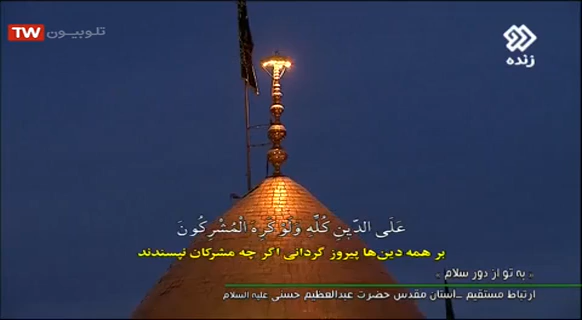 TW تلوبیون
زنده
عَلَى الدِّينِ كُلِّهِ وَلَوْ كَرِهَ الْمُشْرِكُونَ
بر همه دین‌ها پیروز گردانی اگر چه مشرکان نپسندند
« به تو از دور سلام »
ارتباط مستقیم _آستان مقدس حضرت عبدالعظیم حسنی علیه السلام